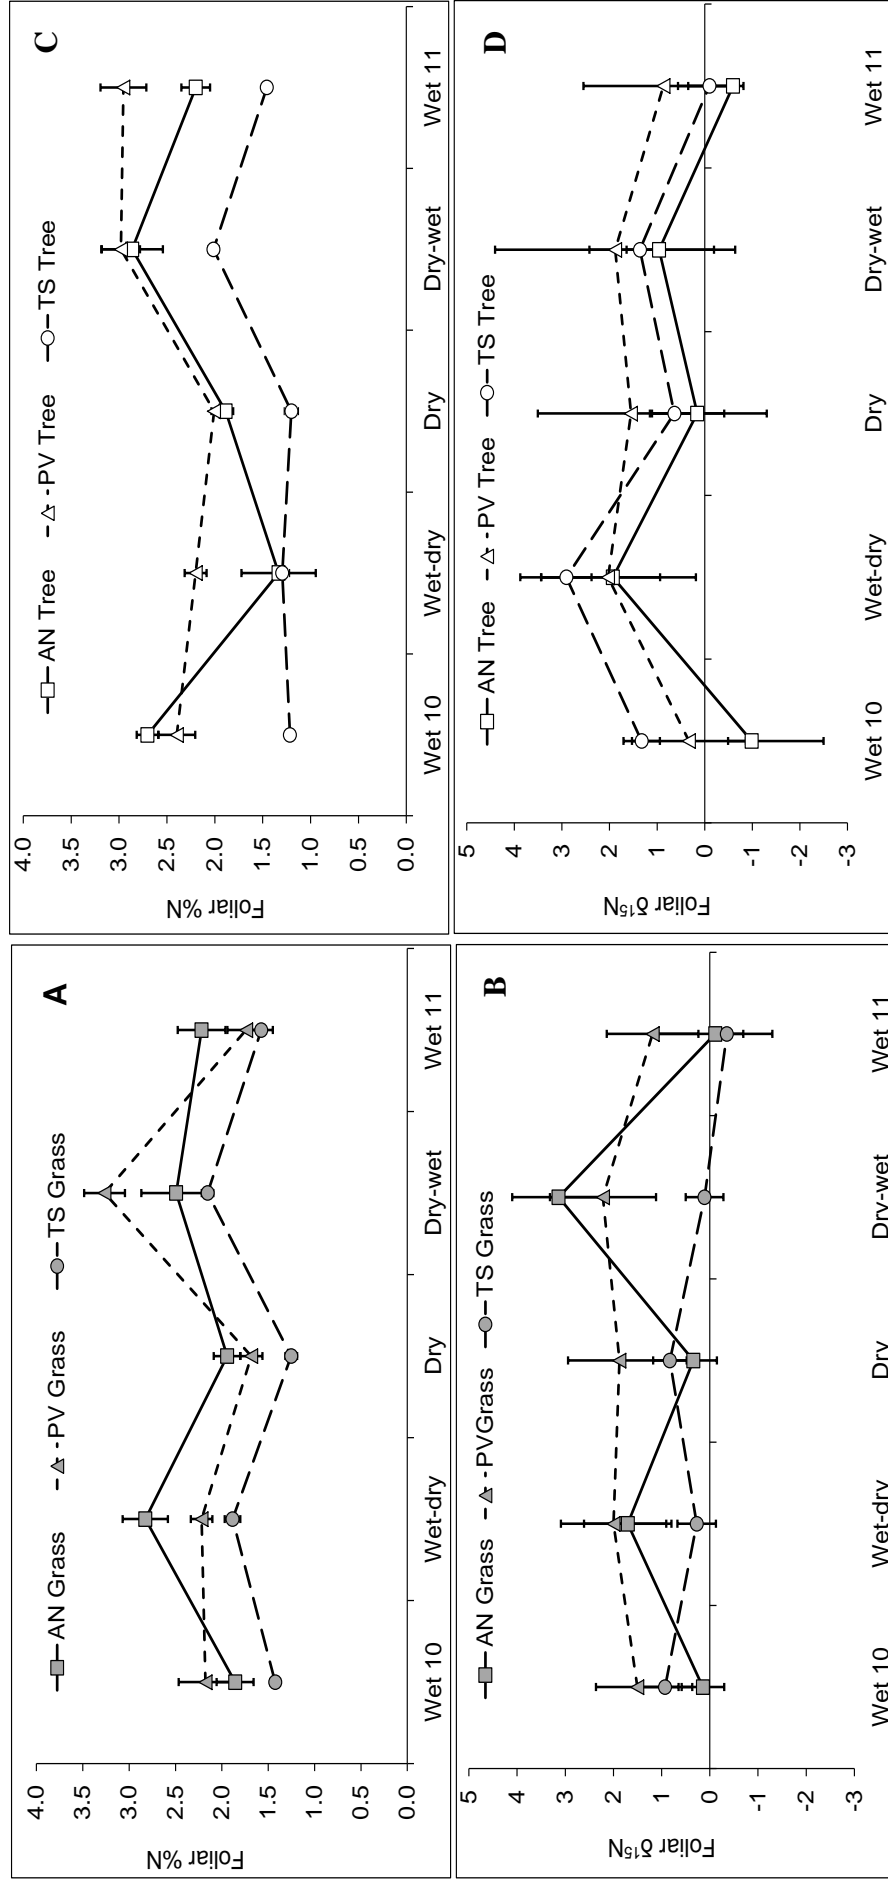 A
AN Grass PV Grass TS Grass
4.0
3.5
3.0
2.5
2.0
1.5
1.0
0.5
0.0
Foliar %N
Wet 10 Wet-dry Dry Dry-wet Wet 11
C
AN Tree PV Tree TS Tree
4.0
3.5
3.0
2.5
2.0
1.5
1.0
0.5
0.0
Foliar %N
Wet 10 Wet-dry Dry Dry-wet Wet 11
B
AN Grass PVGrass TS Grass
5
4
3
2
1
0
-1
-2
-3
Foliar δ¹⁵N
Wet 10 Wet-dry Dry Dry-wet Wet 11
D
AN Tree PV Tree TS Tree
5
4
3
2
1
0
-1
-2
-3
Foliar δ¹⁵N
Wet 10 Wet-dry Dry Dry-wet Wet 11